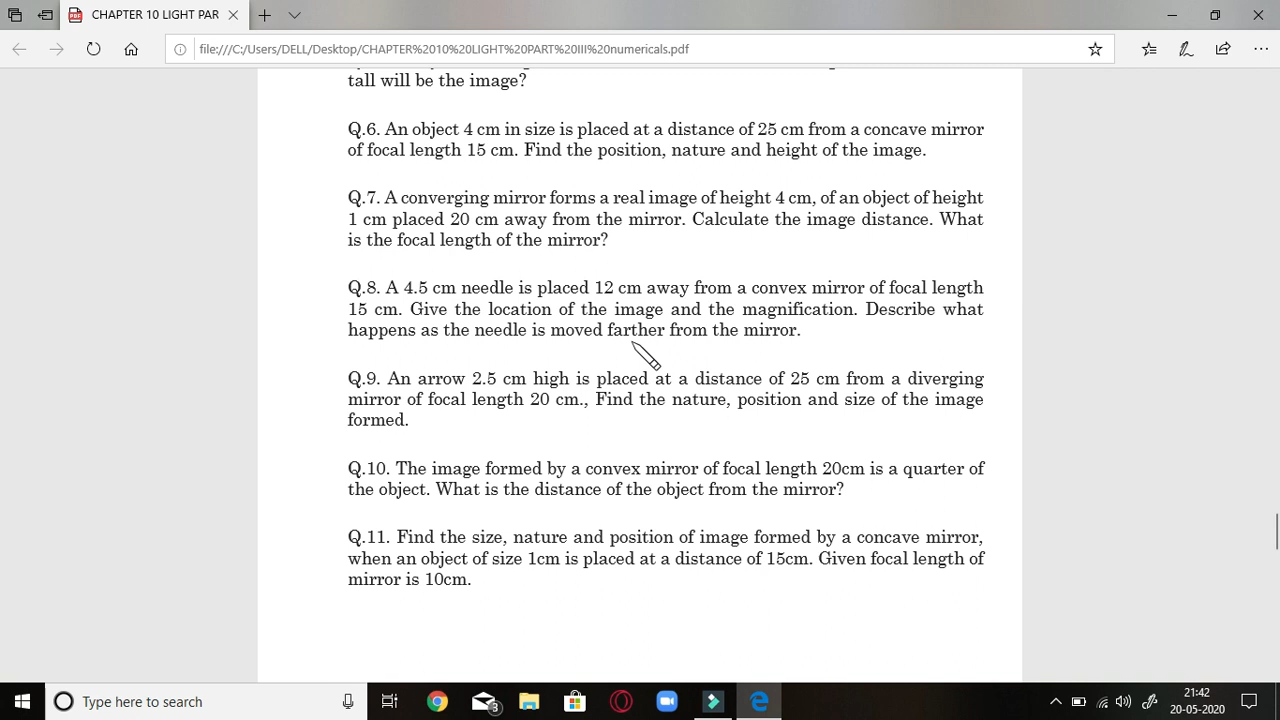 CHAPTER 10 LIGHT PAR
file:///C:/Users/DELL/Desktop/CHAPTER%2010%20LIGHT%20PART%20III%20numericals.pdf
tall will be the image?
Q.6. An object 4 cm in size is placed at a distance of 25 cm from a concave mirror
of focal length 15 cm. Find the position, nature and height of the image.
Q.7. A converging mirror forms a real image of height 4 cm, of an object of height
1 cm placed 20 cm away from the mirror. Calculate the image distance. What
is the focal length of the mirror?
Q.8. A 4.5 cm needle is placed 12 cm away from a convex mirror of focal length
15 cm. Give the location of the image and the magnification. Describe what
happens as the needle is moved farther from the mirror.
Q.9. An arrow 2.5 cm high is placed at a distance of 25 cm from a diverging
mirror of focal length 20 cm., Find the nature, position and size of the image
formed.
Q.10. The image formed by a convex mirror of focal length 20cm is a quarter of
the object. What is the distance of the object from the mirror?
Q.11. Find the size, nature and position of image formed by a concave mirror,
when an object of size 1cm is placed at a distance of 15cm. Given focal length of
mirror is 10cm.
Type here to search
3
21:42
20-05-2020